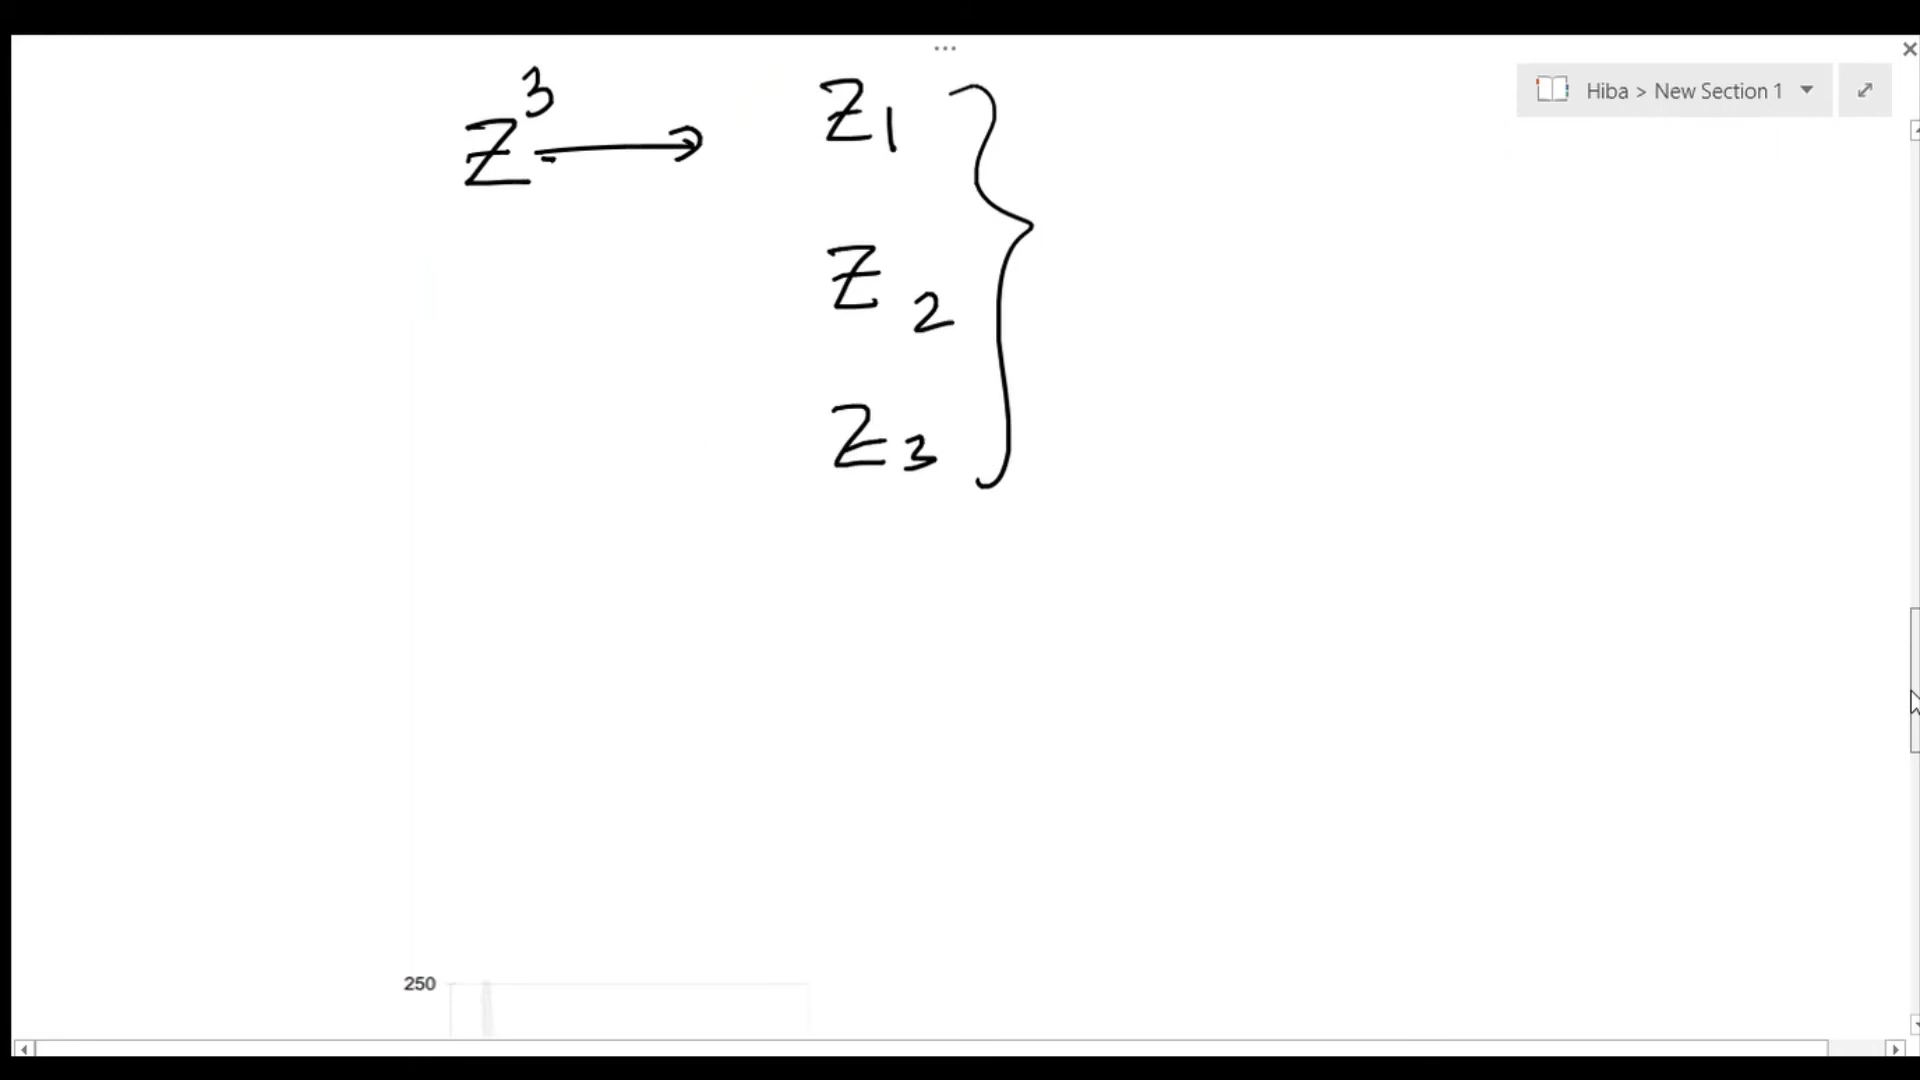 ...
Hiba > New Section 1
z³ → z₁
z₂
z₃
250